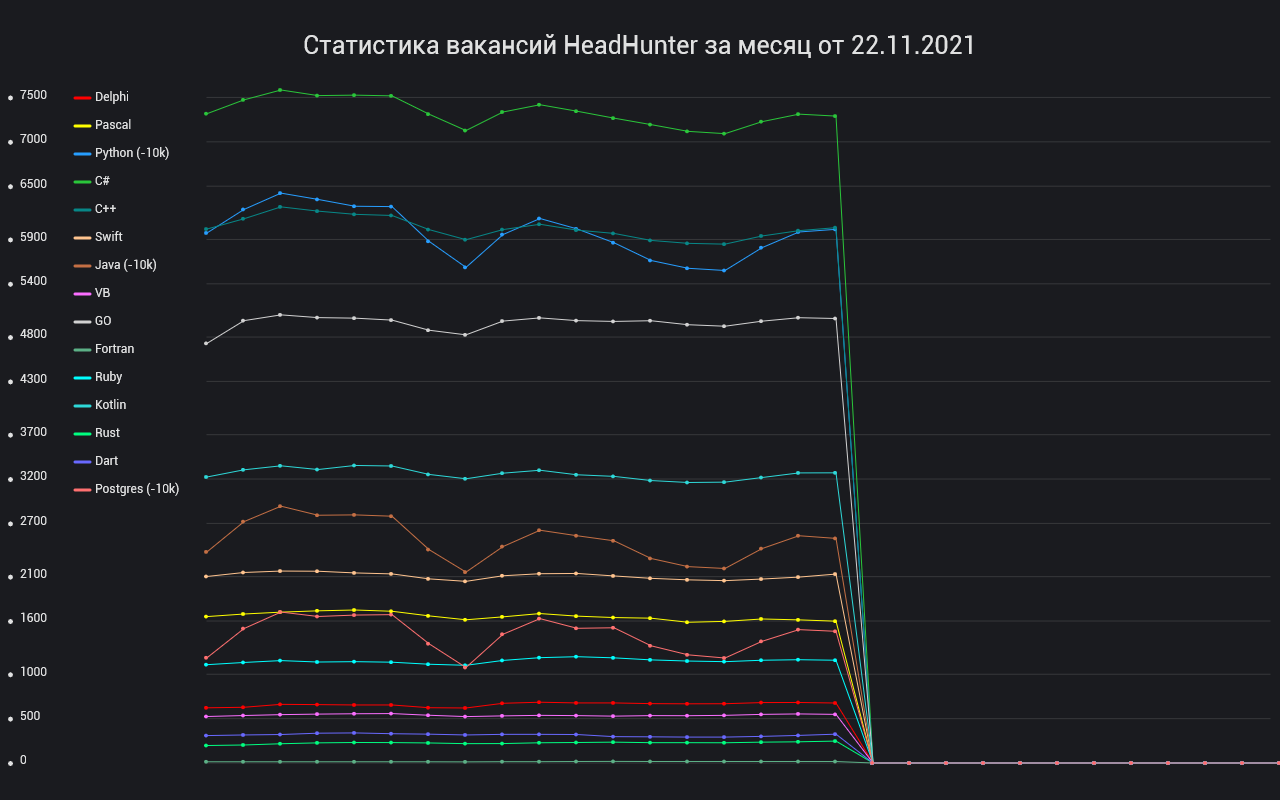 Статистика вакансий HeadHunter за месяц от 22.11.2021
7500
7000
6500
5900
5400
4800
4300
3700
3200
2700
2100
1600
1000
500
0
Delphi
Pascal
Python (-10k)
C#
C++
Swift
Java (-10k)
VB
GO
Fortran
Ruby
Kotlin
Rust
Dart
Postgres (-10k)